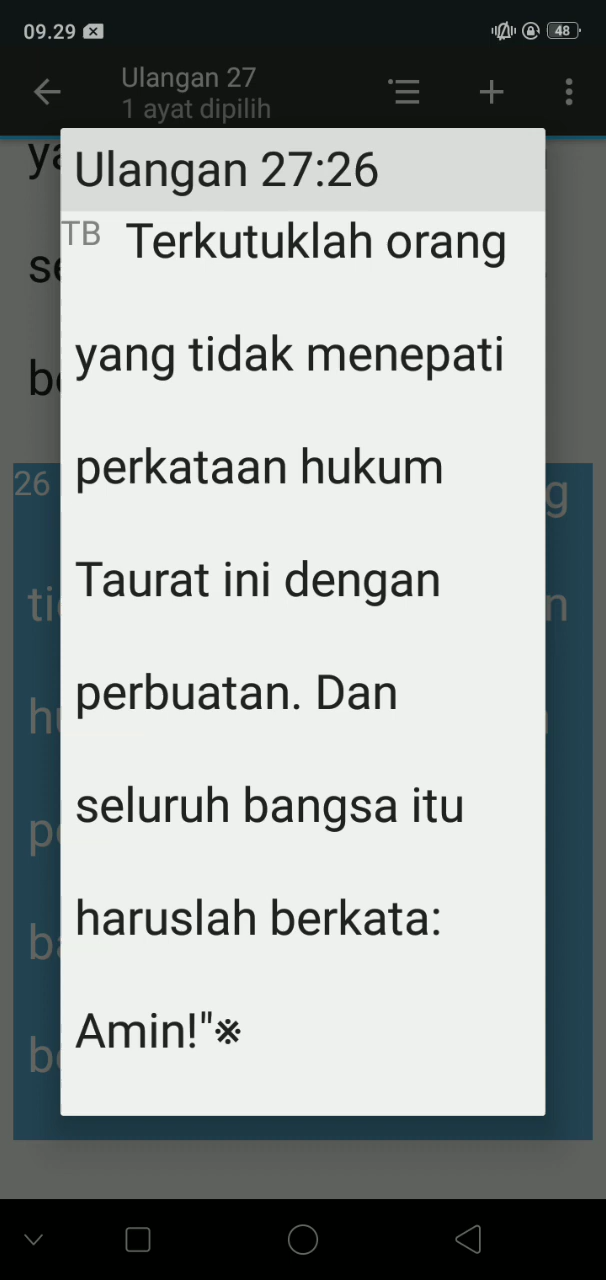 09.29
48
Ulangan 27
1 ayat dipilih
Ulangan 27:26
TB Terkutuklah orang
yang tidak menepati
perkataan hukum
Taurat ini dengan
perbuatan. Dan
seluruh bangsa itu
haruslah berkata:
Amin!"※
26